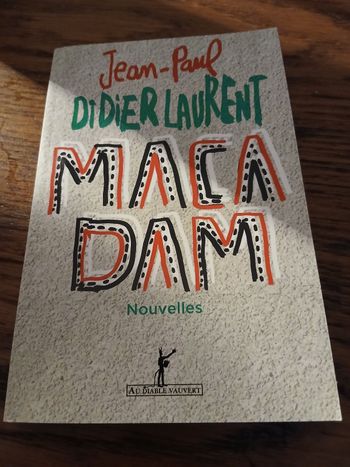 Jean-Paul
DIDIER LAURENT
MACA
DAM
Nouvelles
AU DIABLE VAUVERT